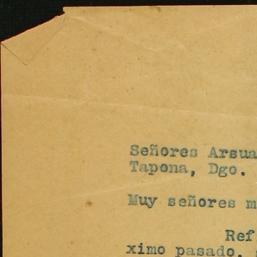 Señores Arsua
Tapona, Dgo.
Muy señores m
Ref
ximo pasado,